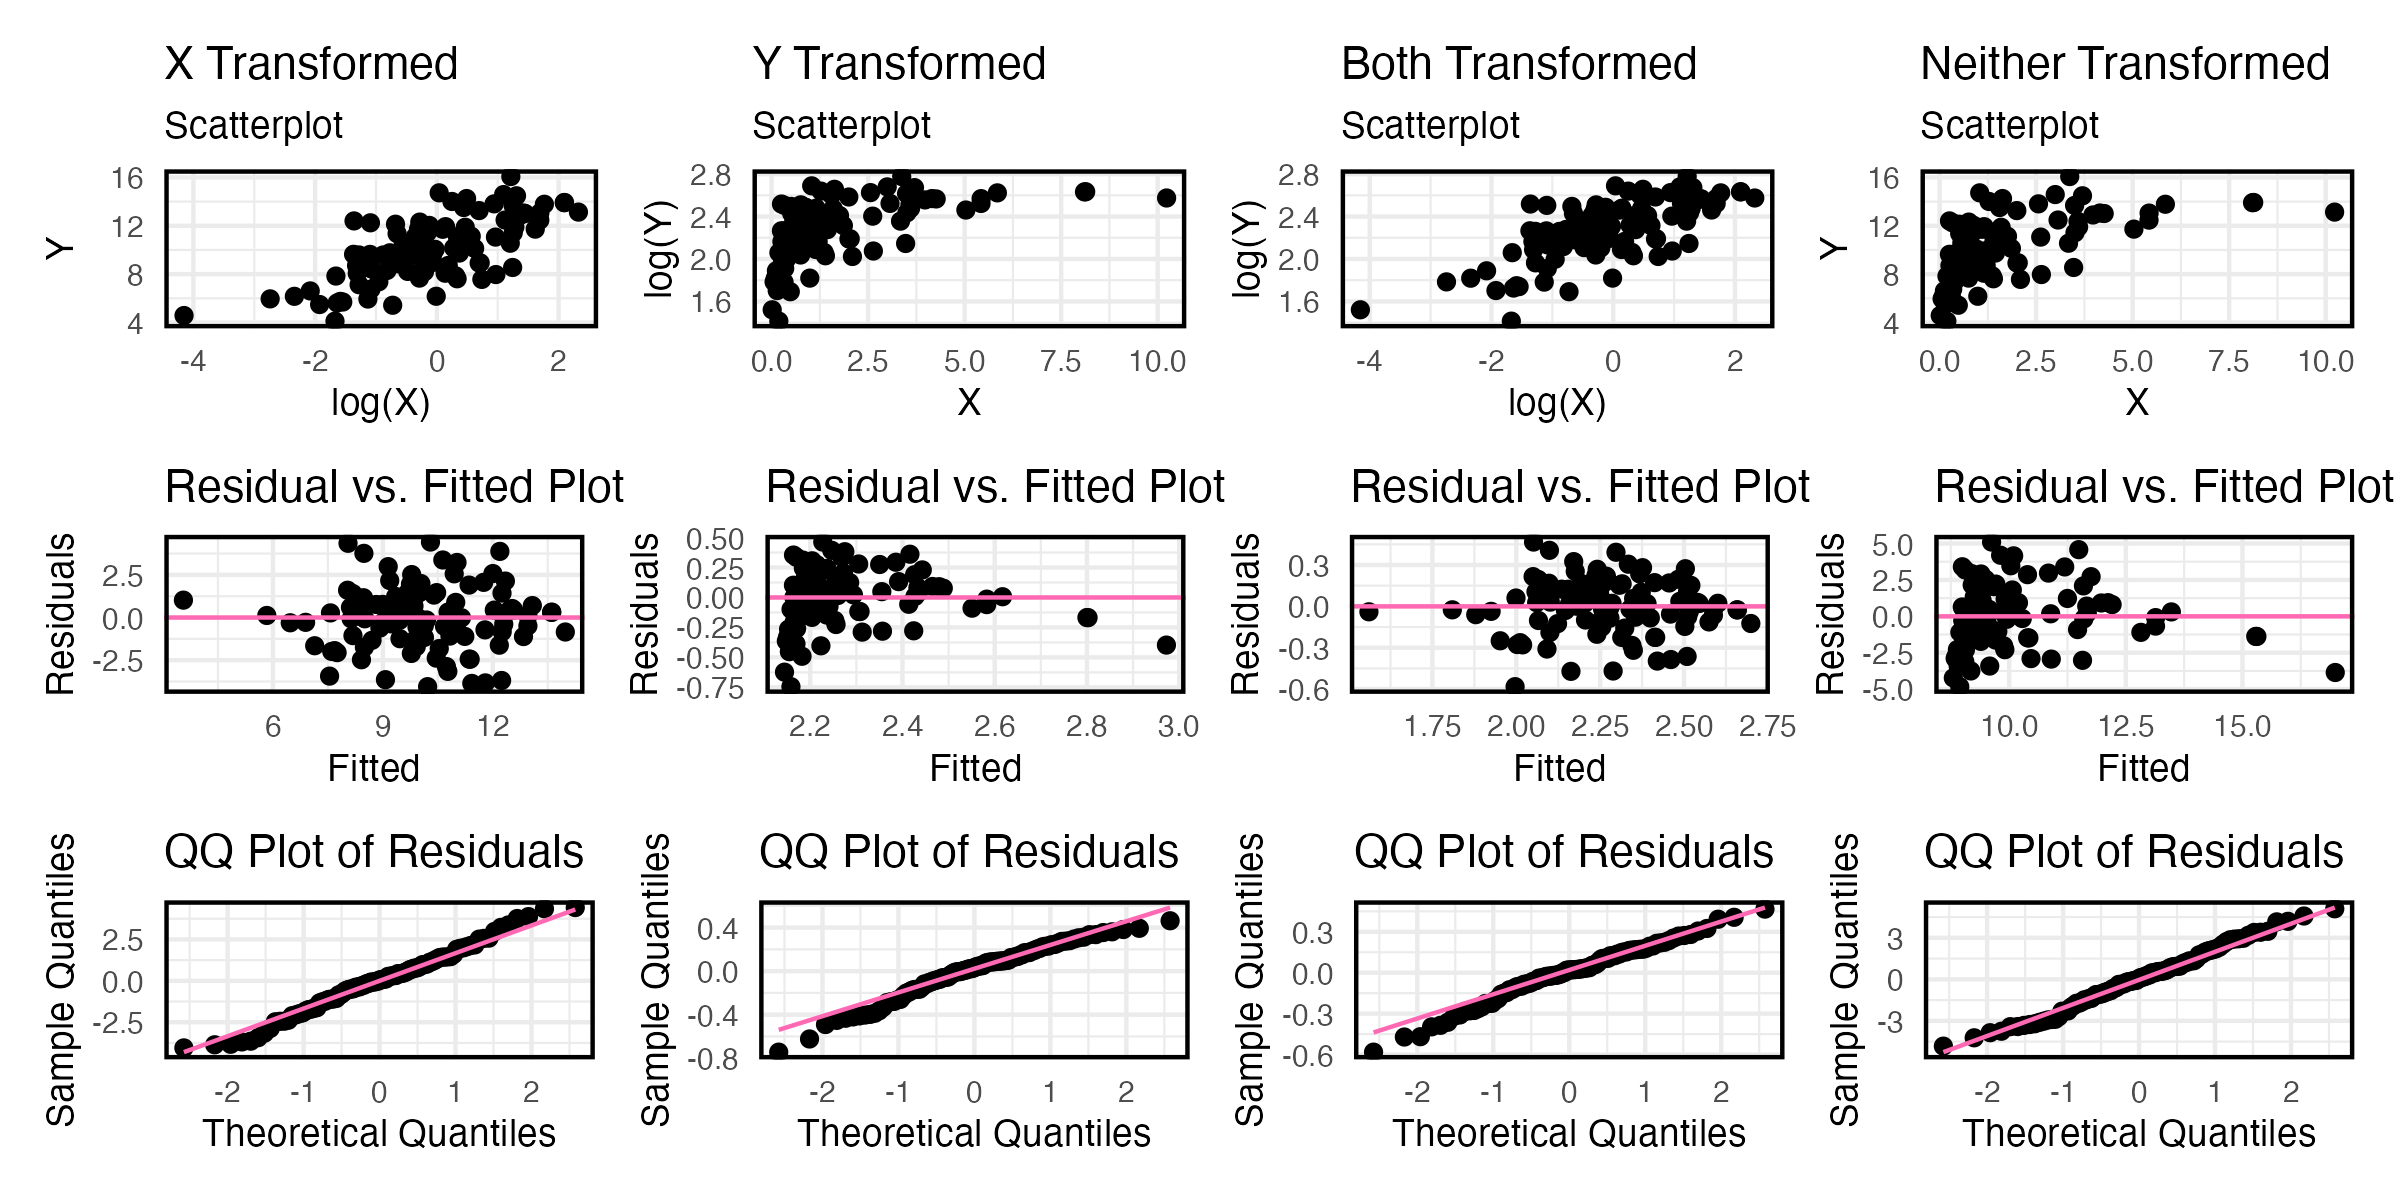 X Transformed
Scatterplot
16
12
8
4
Y
-4 -2 0 2
log(X)
Y Transformed
Scatterplot
2.8
2.4
2.0
1.6
log(Y)
0.0 2.5 5.0 7.5 10.0
X
Both Transformed
Scatterplot
2.8
2.4
2.0
1.6
log(Y)
-4 -2 0 2
log(X)
Neither Transformed
Scatterplot
16
12
8
4
Y
0.0 2.5 5.0 7.5 10.0
X
Residual vs. Fitted Plot
2.5
0.0
-2.5
Residuals
6 9 12
Fitted
Residual vs. Fitted Plot
0.50
0.25
0.00
-0.25
-0.50
-0.75
Residuals
2.2 2.4 2.6 2.8 3.0
Fitted
Residual vs. Fitted Plot
0.3
0.0
-0.3
-0.6
Residuals
1.75 2.00 2.25 2.50 2.75
Fitted
Residual vs. Fitted Plot
5.0
2.5
0.0
-2.5
-5.0
Residuals
10.0 12.5 15.0
Fitted
QQ Plot of Residuals
2.5
0.0
-2.5
Sample Quantiles
-2 -1 0 1 2
Theoretical Quantiles
QQ Plot of Residuals
0.4
0.0
-0.4
-0.8
Sample Quantiles
-2 -1 0 1 2
Theoretical Quantiles
QQ Plot of Residuals
0.3
0.0
-0.3
-0.6
Sample Quantiles
-2 -1 0 1 2
Theoretical Quantiles
QQ Plot of Residuals
3
0
-3
Sample Quantiles
-2 -1 0 1 2
Theoretical Quantiles